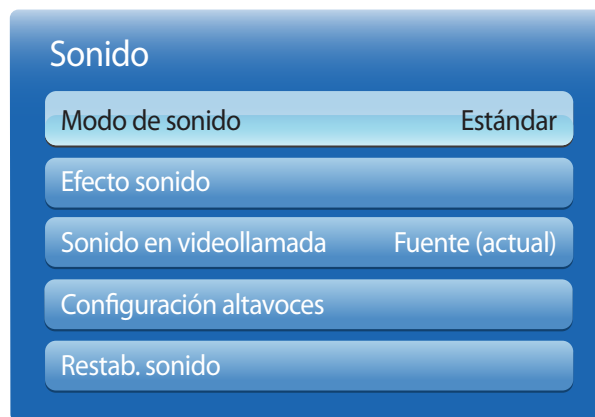 Sonido
Modo de sonido Estándar
Efecto sonido
Sonido en videollamada Fuente (actual)
Configuración altavoces
Restab. sonido